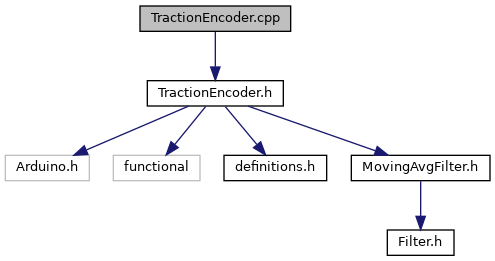 TractionEncoder.cpp
TractionEncoder.h
Arduino.h
functional
definitions.h
MovingAvgFilter.h
Filter.h